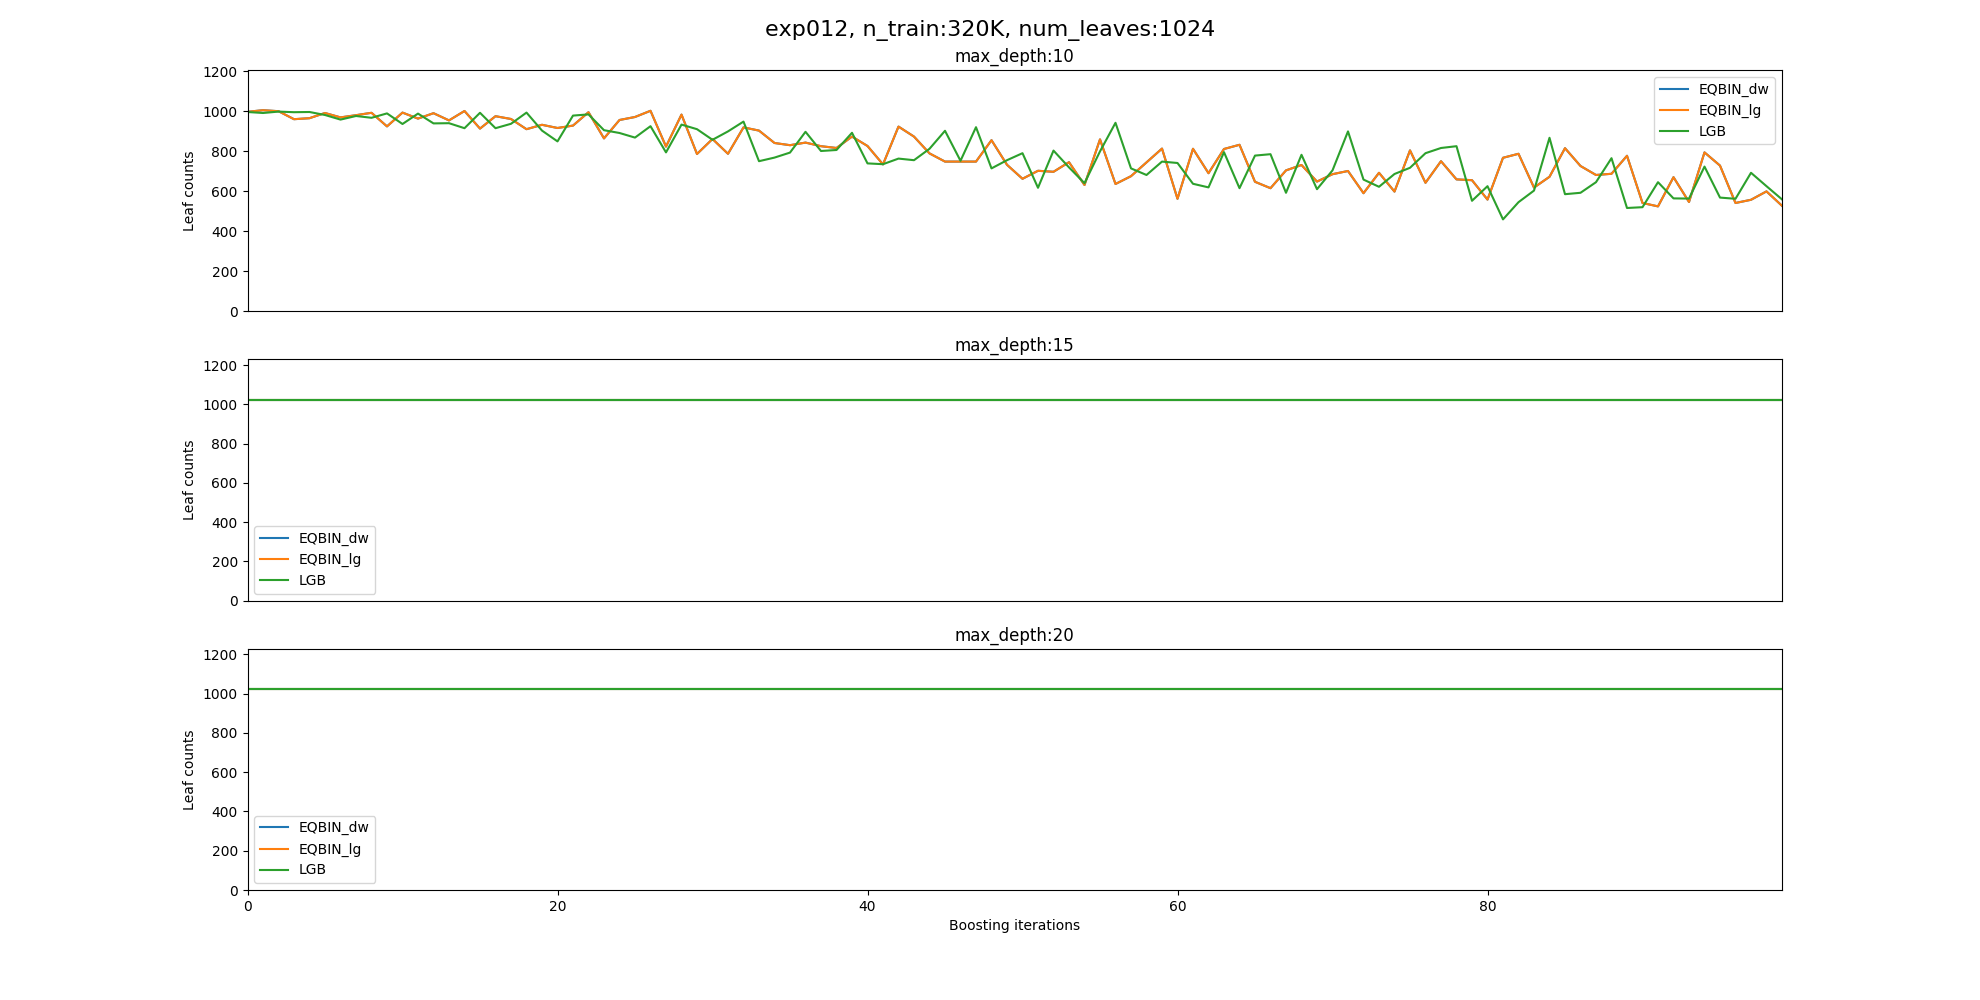 exp012, n_train:320K, num_leaves:1024
max_depth:10
1200
1000
800
600
400
200
0
Leaf counts
EQBIN_dw
EQBIN_lg
LGB
max_depth:15
1200
1000
800
600
400
200
0
Leaf counts
EQBIN_dw
EQBIN_lg
LGB
max_depth:20
1200
1000
800
600
400
200
0
Leaf counts
EQBIN_dw
EQBIN_lg
LGB
0 20 40 60 80
Boosting iterations